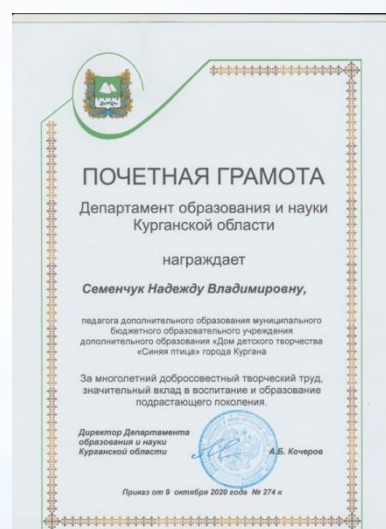 ПОЧЕТНАЯ ГРАМОТА
Департамент образования и науки
Курганской области
награждает
Семенчук Надежду Владимировну,
педагога дополнительного образования муниципального
бюджетного образовательного учреждения
дополнительного образования «Дом детского творчества
«Синяя птица» города Кургана
За многолетний добросовестный творческий труд,
значительный вклад в воспитание и образование
подрастающего поколения.
Директор Департамента
образования и науки
Курганской области
А.Б. Кочеров
Приказ от 9 октября 2020 года № 274 к